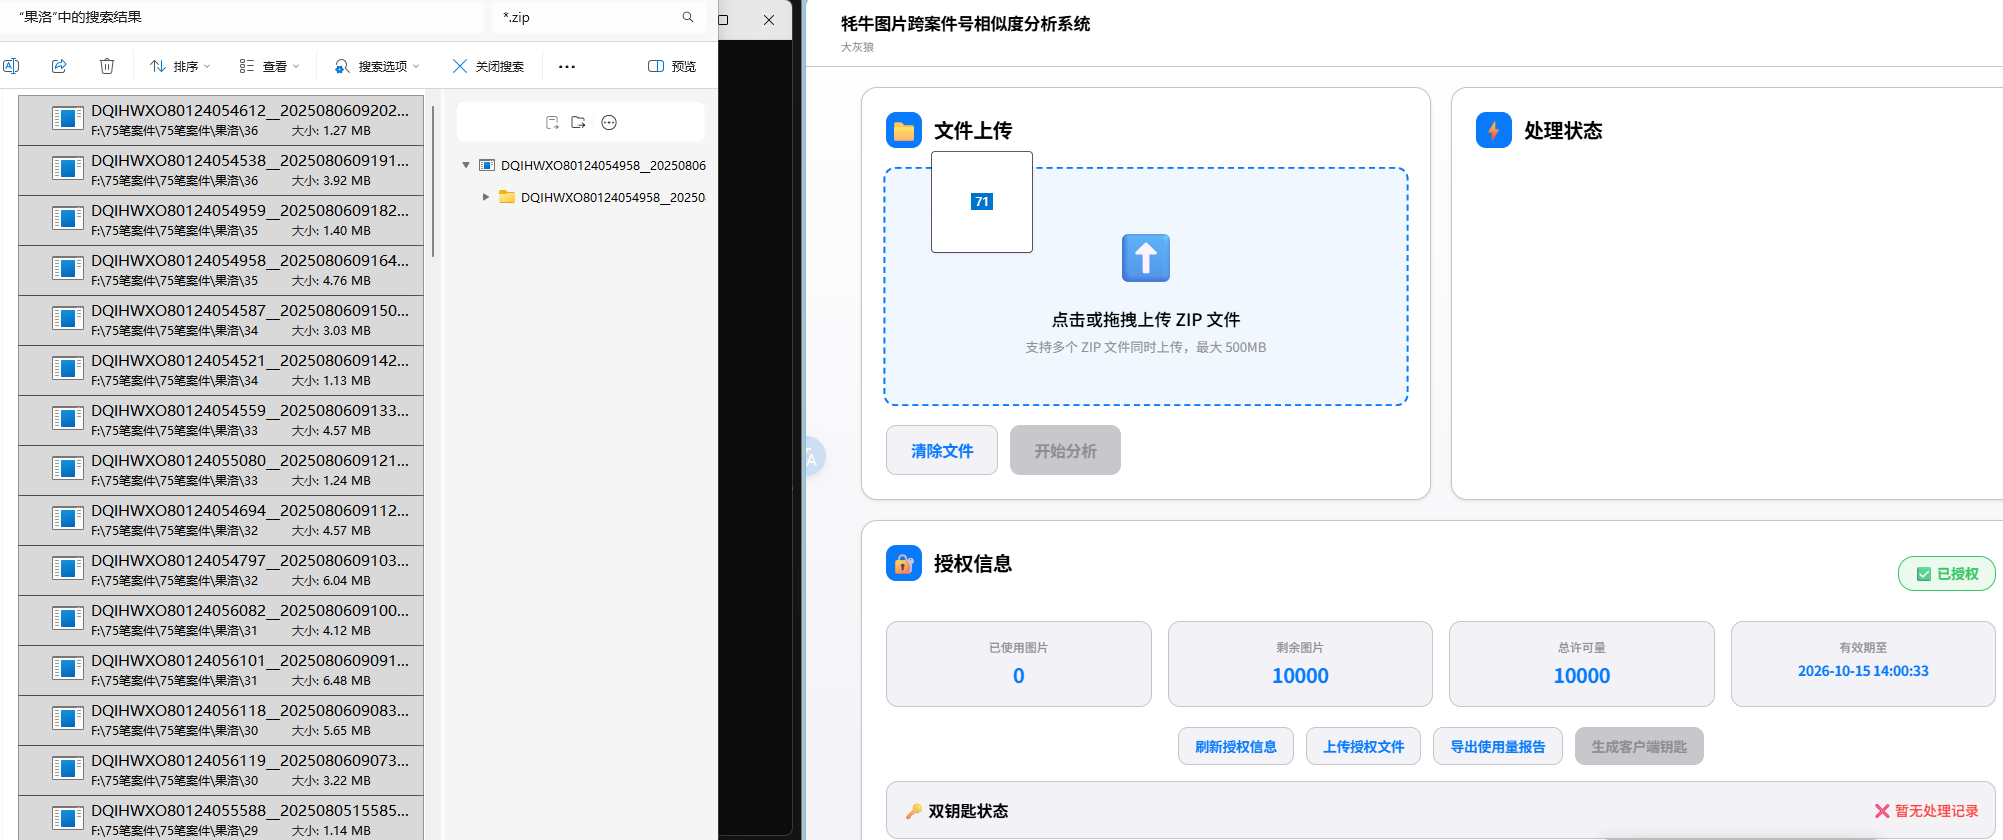 “果洛”中的搜索结果
*.zip
排序
查看
搜索选项
关闭搜索
预览
DQIHWXO80124054612__2025080609202...
F:\75笔案件\75笔案件\果洛\36 大小: 1.27 MB
DQIHWXO80124054538__2025080609191...
F:\75笔案件\75笔案件\果洛\36 大小: 3.92 MB
DQIHWXO80124054959__2025080609182...
F:\75笔案件\75笔案件\果洛\35 大小: 1.40 MB
DQIHWXO80124054958__2025080609164...
F:\75笔案件\75笔案件\果洛\35 大小: 4.76 MB
DQIHWXO80124054587__2025080609150...
F:\75笔案件\75笔案件\果洛\34 大小: 3.03 MB
DQIHWXO80124054521__2025080609142...
F:\75笔案件\75笔案件\果洛\34 大小: 1.13 MB
DQIHWXO80124054559__2025080609133...
F:\75笔案件\75笔案件\果洛\33 大小: 4.57 MB
DQIHWXO80124055080__2025080609121...
F:\75笔案件\75笔案件\果洛\33 大小: 1.24 MB
DQIHWXO80124054694__2025080609112...
F:\75笔案件\75笔案件\果洛\32 大小: 4.57 MB
DQIHWXO80124054797__2025080609103...
F:\75笔案件\75笔案件\果洛\32 大小: 6.04 MB
DQIHWXO80124056082__2025080609100...
F:\75笔案件\75笔案件\果洛\31 大小: 4.12 MB
DQIHWXO80124056101__2025080609091...
F:\75笔案件\75笔案件\果洛\31 大小: 6.48 MB
DQIHWXO80124056118__2025080609083...
F:\75笔案件\75笔案件\果洛\30 大小: 5.65 MB
DQIHWXO80124056119__2025080609073...
F:\75笔案件\75笔案件\果洛\30 大小: 3.22 MB
DQIHWXO80124055588__2025080515585...
F:\75笔案件\75笔案件\果洛\29 大小: 1.14 MB
DQIHWXO80124054958__20250806
DQIHWXO80124054958__20250
牦牛图片跨案件号相似度分析系统
大灰狼
文件上传
71
点击或拖拽上传 ZIP 文件
支持多个 ZIP 文件同时上传，最大 500MB
清除文件
开始分析
处理状态
授权信息
已授权
已使用图片
0
剩余图片
10000
总许可量
10000
有效期至
2026-10-15 14:00:33
刷新授权信息
上传授权文件
导出使用量报告
生成客户端钥匙
双钥匙状态
暂无处理记录